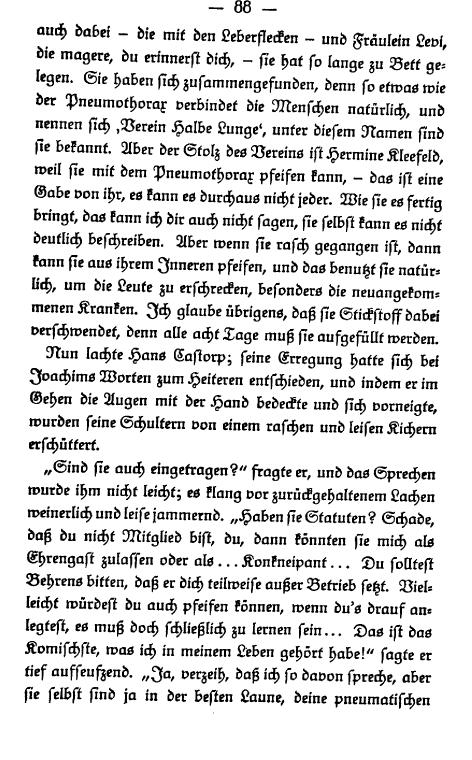 — 88 —
auch dabei – die mit den Leberflecken – und Fräulein Levi,
die magere, du erinnerst dich, – sie hat so lange zu Bett ge-
legen. Sie haben sich zusammengefunden, denn so etwas wie
der Pneumothorax verbindet die Menschen natürlich, und
nennen sich ‚Verein Halbe Lunge‘, unter diesem Namen sind
sie bekannt. Aber der Stolz des Vereins ist Hermine Kleefeld,
weil sie mit dem Pneumothorax pfeifen kann, – das ist eine
Gabe von ihr, es kann es durchaus nicht jeder. Wie sie es fertig
bringt, das kann ich dir auch nicht sagen, sie selbst kann es nicht
deutlich beschreiben. Aber wenn sie rasch gegangen ist, dann
kann sie aus ihrem Inneren pfeifen, und das benutzt sie natür-
lich, um die Leute zu erschrecken, besonders die neuangekom-
menen Kranken. Ich glaube übrigens, daß sie Stickstoff dabei
verschwendet, denn alle acht Tage muß sie aufgefüllt werden.
Nun lachte Hans Castorp; seine Erregung hatte sich bei
Joachims Worten zum Heiteren entschieden, und indem er im
Gehen die Augen mit der Hand bedeckte und sich vorneigte,
wurden seine Schultern von einem raschen und leisen Kichern
erschüttert.
„Sind sie auch eingetragen?“ fragte er, und das Sprechen
wurde ihm nicht leicht; es klang vor zurückgehaltenem Lachen
weinerlich und leise jammernd. „Haben sie Statuten? Schade,
daß du nicht Mitglied bist, du, dann könnten sie mich als
Ehrengast zulassen oder als ... Konkneipant ... Du solltest
Behrens bitten, daß er dich teilweise außer Betrieb setzt. Viel-
leicht würdest du auch pfeifen können, wenn du's drauf an-
legtest, es muß doch schließlich zu lernen sein ... Das ist das
Komischste, was ich in meinem Leben gehört habe!“ sagte er
tief aufseufzend. „Ja, verzeih, daß ich so davon spreche, aber
sie selbst sind ja in der besten Laune, deine pneumatischen